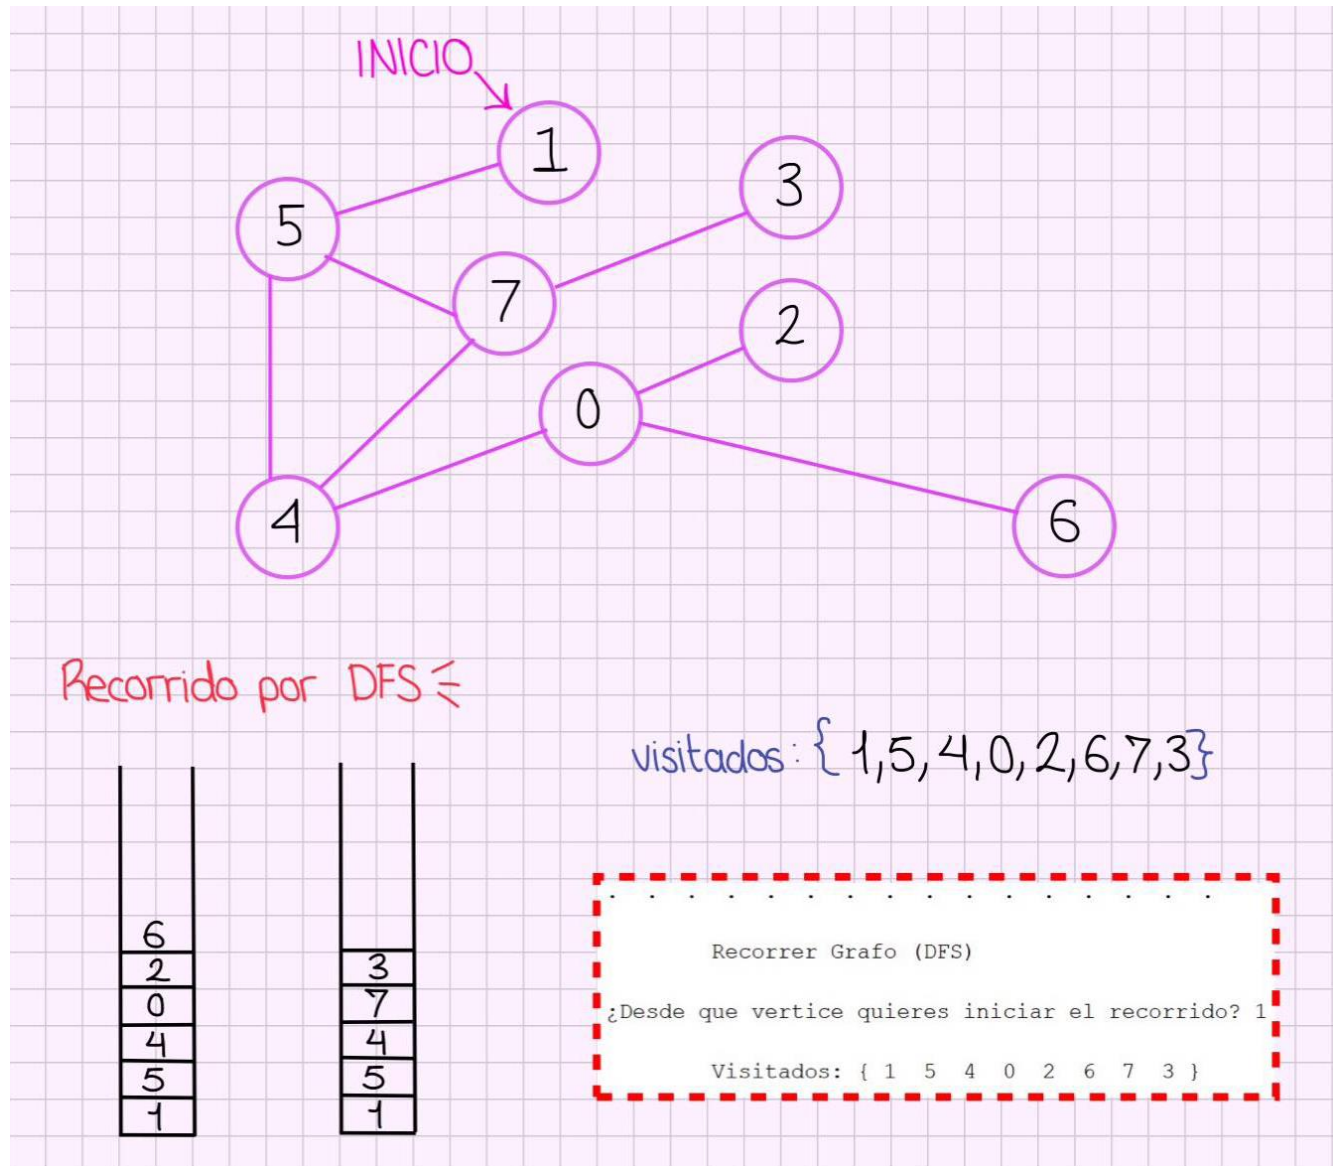 INICIO
1
3
5
7
2
0
4
6
Recorrido por DFS
visitados: { 1,5,4,0,2,6,7,3}
6
2
0
4
5
1
3
7
4
5
1
. . . . . . . . . . . . . . . .
Recorrer Grafo (DFS)
¿Desde que vertice quieres iniciar el recorrido? 1
Visitados: { 1 5 4 0 2 6 7 3 }